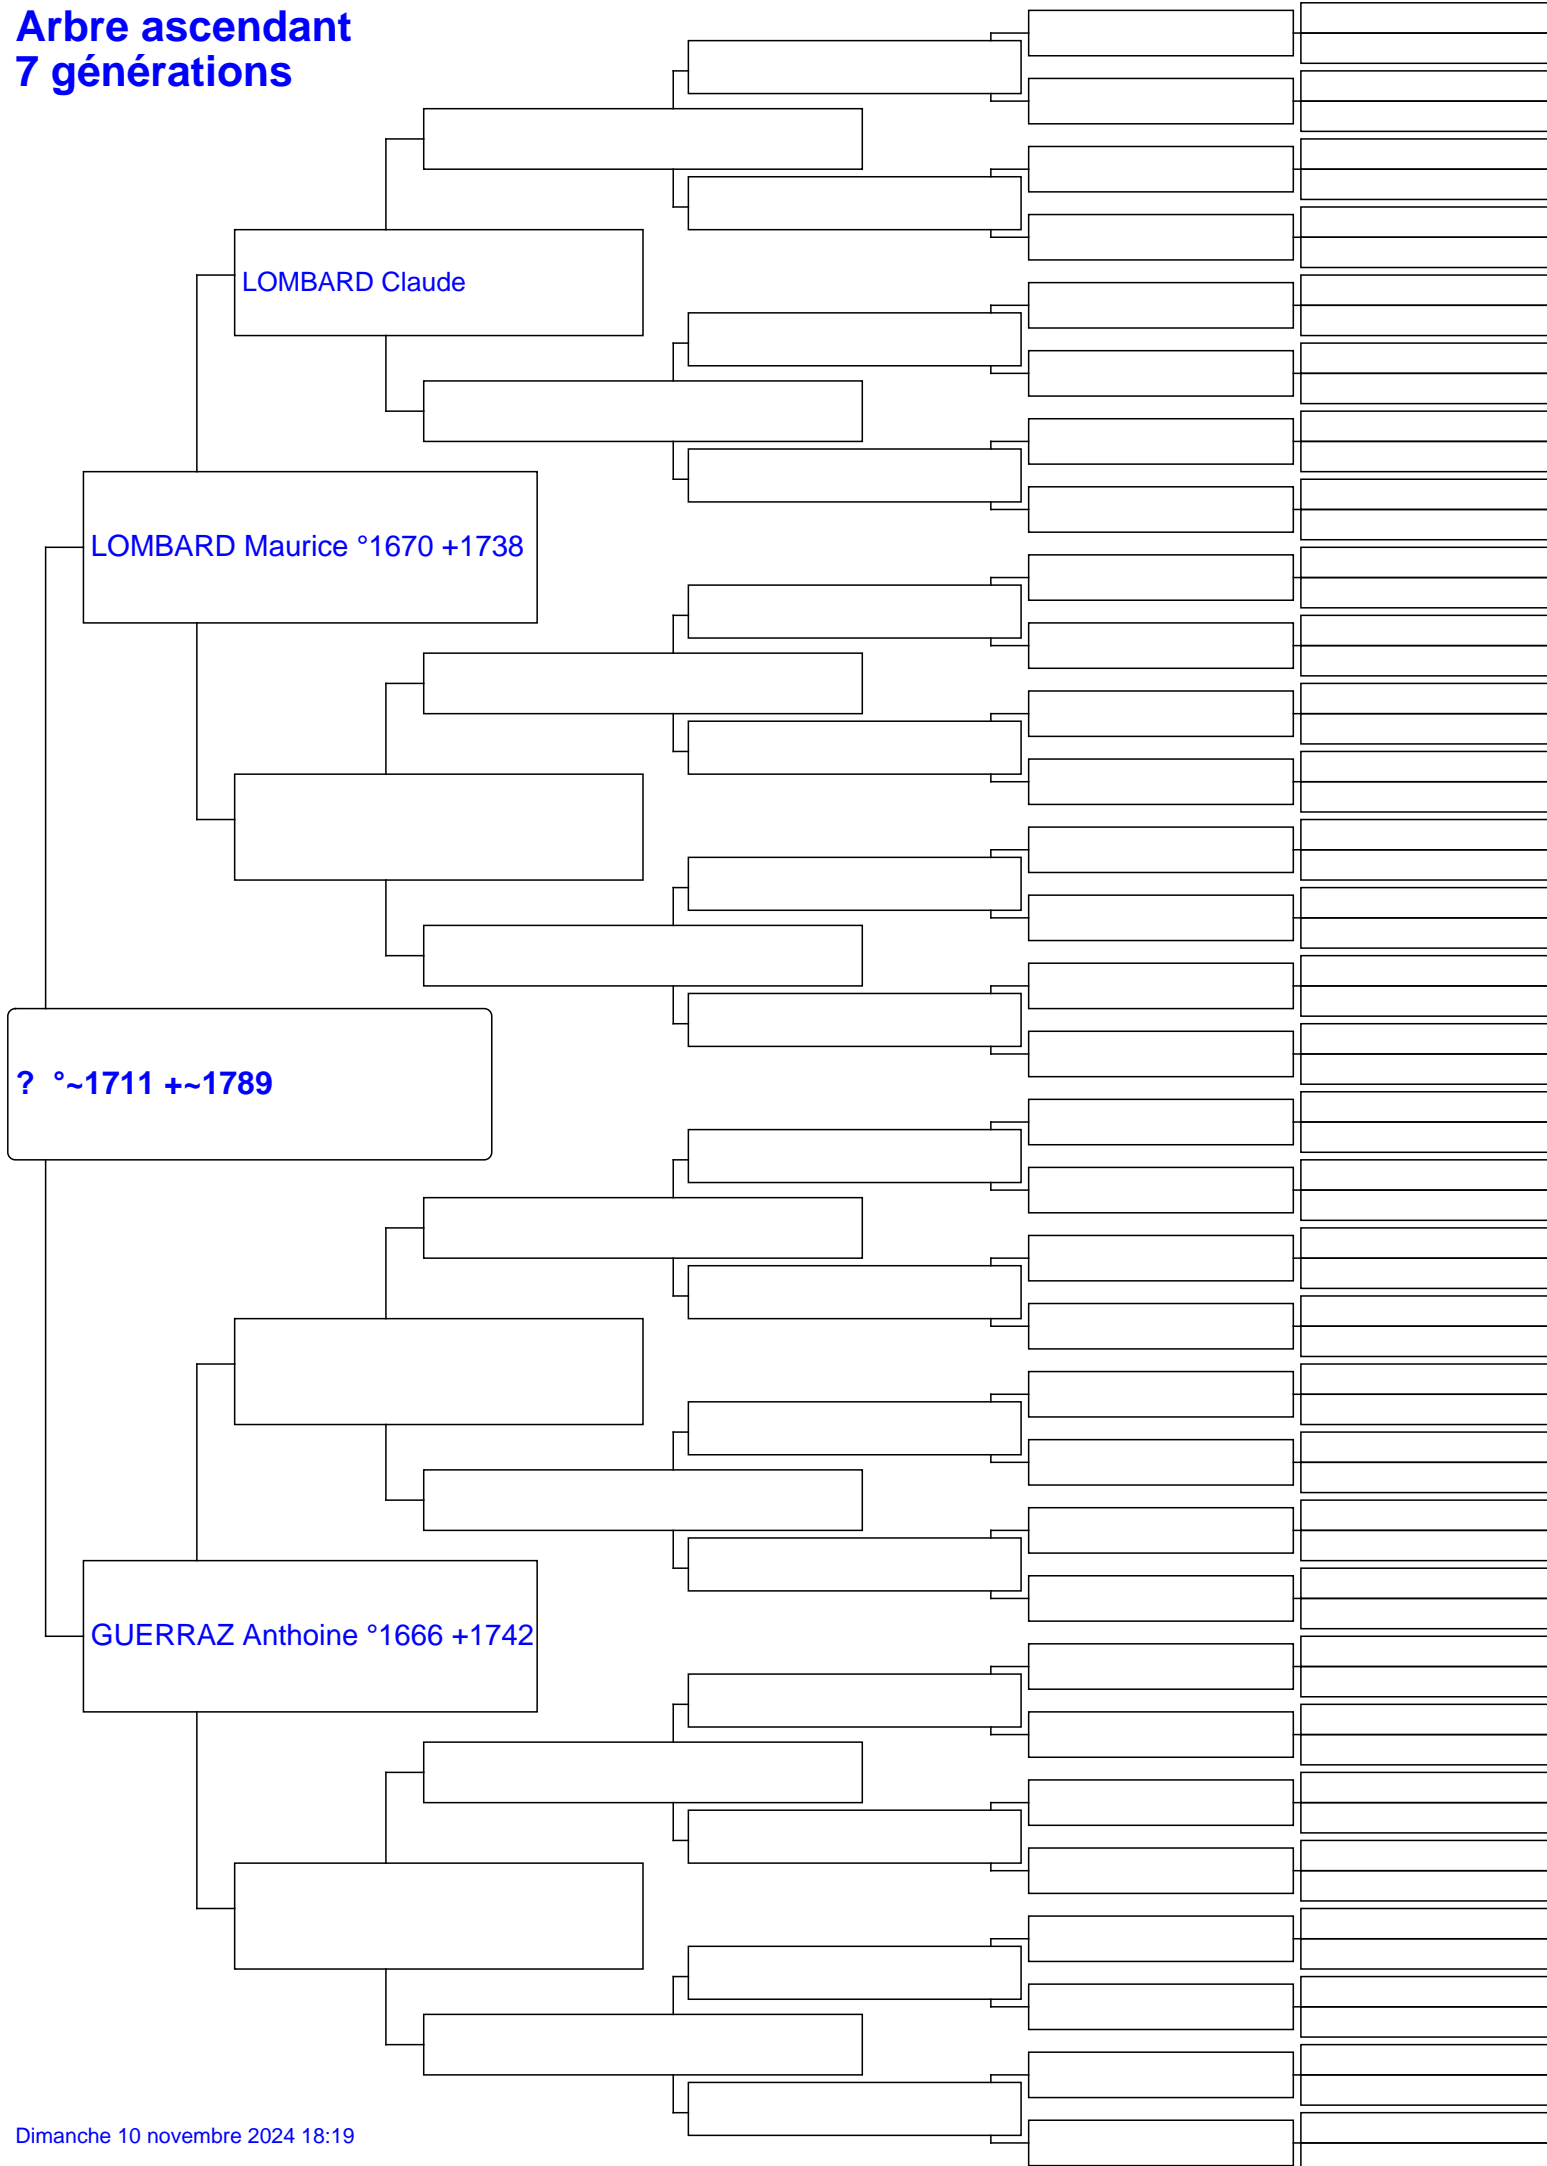 Arbre ascendant
7 générations
LOMBARD Claude
LOMBARD Maurice °1670 +1738
? °~1711 +~1789
GUERRAZ Anthoine °1666 +1742
Dimanche 10 novembre 2024 18:19